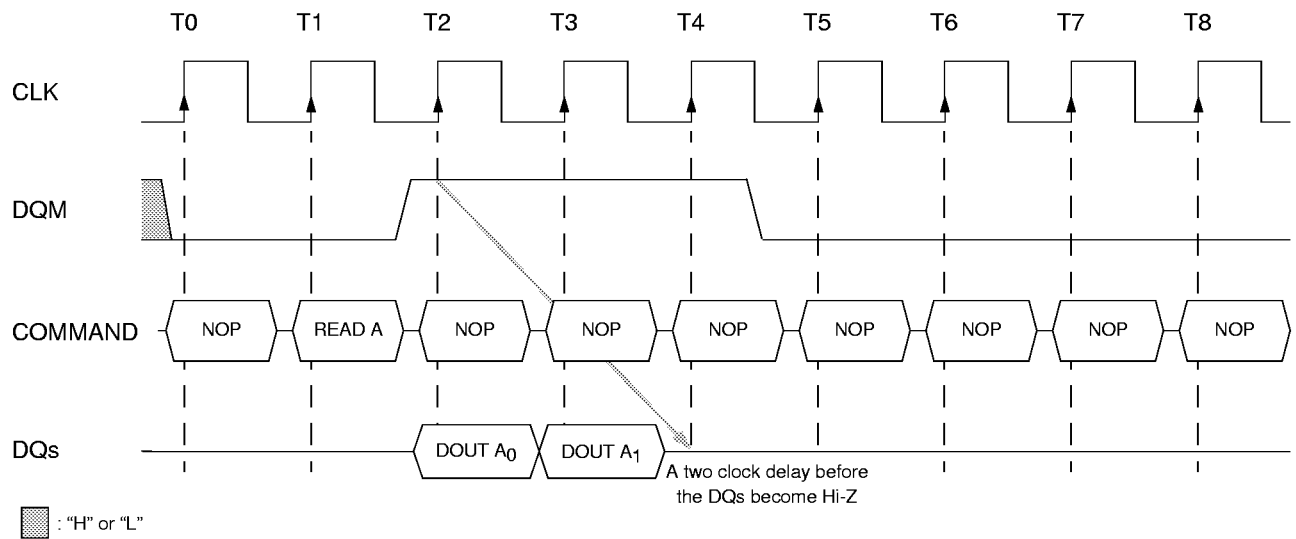 T0 T1 T2 T3 T4 T5 T6 T7 T8
CLK
DQM
COMMAND NOP READ A NOP NOP NOP NOP NOP NOP NOP
DQs DOUT A0 DOUT A1
A two clock delay before
the DQs become Hi-Z
: “H” or “L”